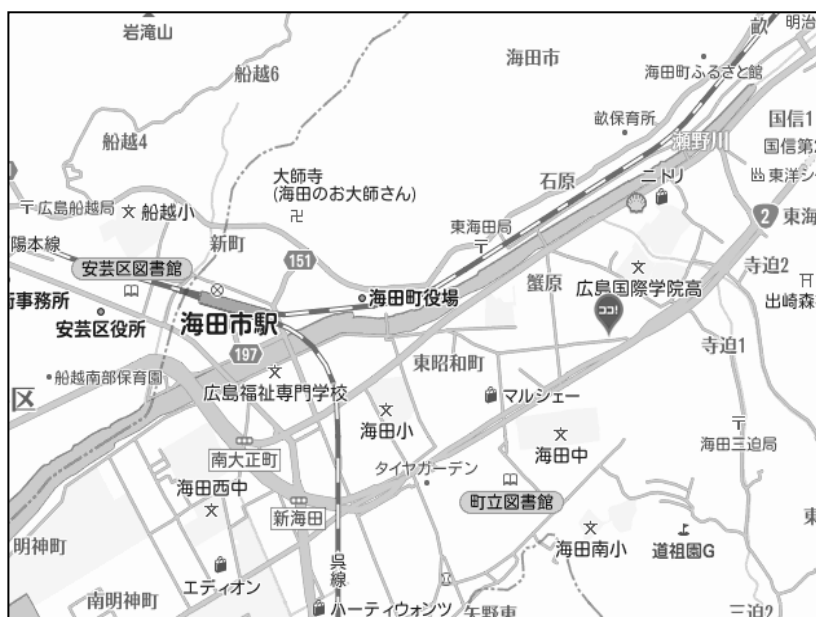 岩滝山
畝
明治
船越6
海田市
海田町ふるさと館
畝保育所
国信1
船越4
瀬野川
国信第2
大師寺
(海田のお大師さん)
石原
ニトリ
東洋シー
広島船越局
船越小
東海田局
2
東海
新町
陽本線
151
安芸区図書館
蟹原
広島国際学院高
寺迫2
海田町役場
出崎森
安芸区役所
海田市駅
ココ!
197
東昭和町
寺迫1
船越南部保育園
広島福祉専門学校
マルシェー
区
海田小
海田中
海田三迫局
南大正町
タイヤガーデン
海田西中
町立図書館
新海田
明神町
海田南小
道祖園G
呉線
エディオン
南明神町
ハーティウォンツ
矢野東
三迫2